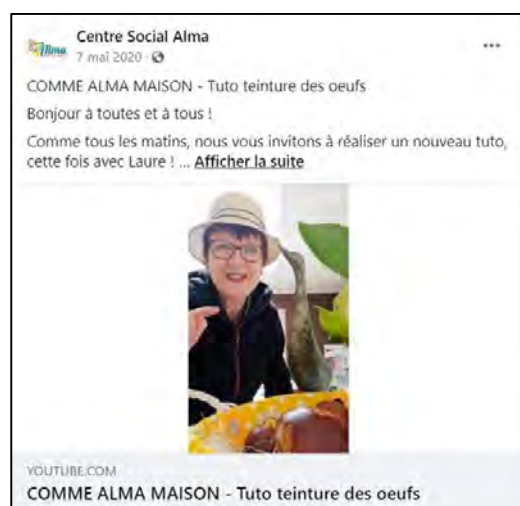 Alma
Centre Social Alma
7 mai 2020 ·
COMME ALMA MAISON - Tuto teinture des oeufs
Bonjour à toutes et à tous !
Comme tous les matins, nous vous invitons à réaliser un nouveau tuto,
cette fois avec Laure ! ... Afficher la suite
YOUTUBE.COM
COMME ALMA MAISON - Tuto teinture des oeufs